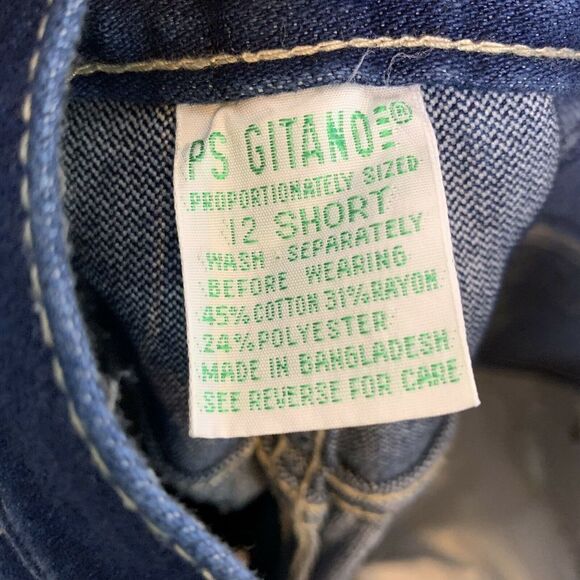 PS GITANO®
PROPORTIONATELY SIZED
12 SHORT
WASH - SEPARATELY
BEFORE WEARING
45% COTTON 31% RAYON
24% POLYESTER
MADE IN BANGLADESH
SEE REVERSE FOR CARE